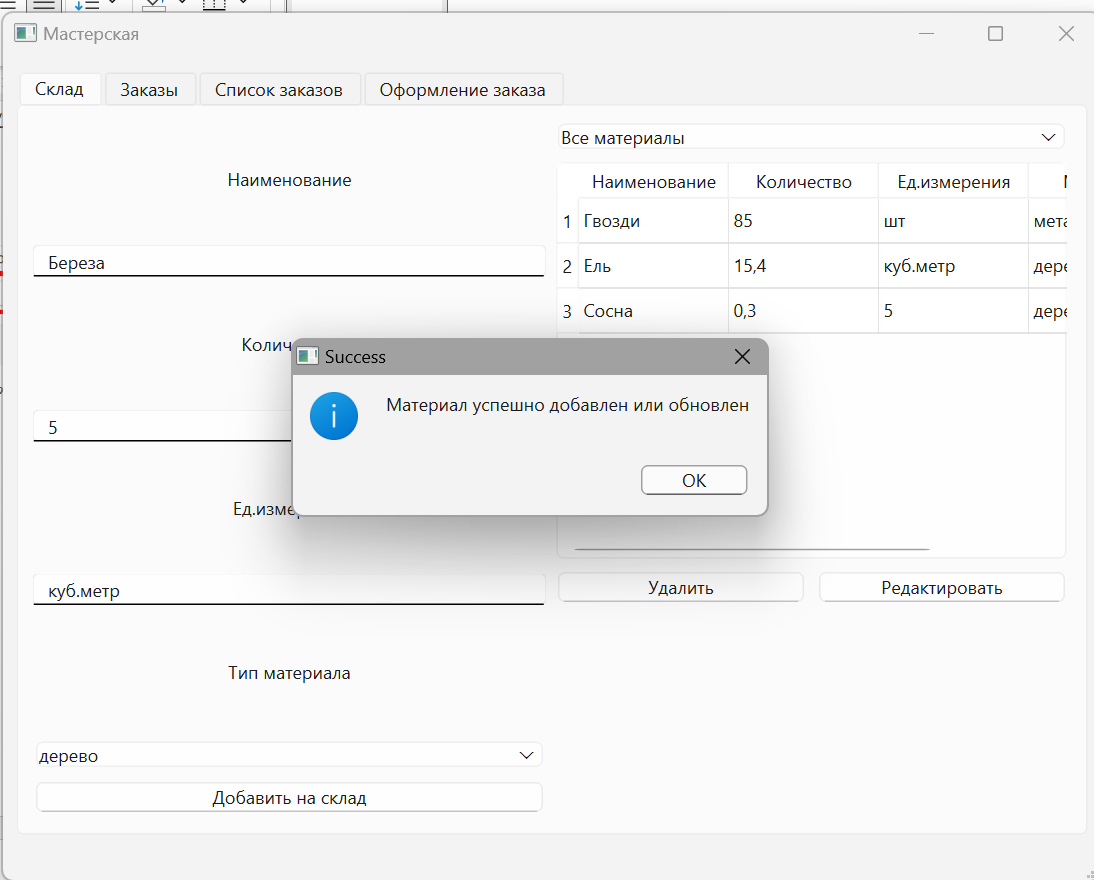 Мастерская
Склад Заказы Список заказов Оформление заказа
Наименование
Береза
5
куб.метр
Тип материала
дерево
Добавить на склад
Все материалы
Наименование Количество Ед.измерения
1 Гвозди 85 шт
2 Ель 15,4 куб.метр
3 Сосна 0,3 5
Удалить Редактировать
Success
Материал успешно добавлен или обновлен
OK